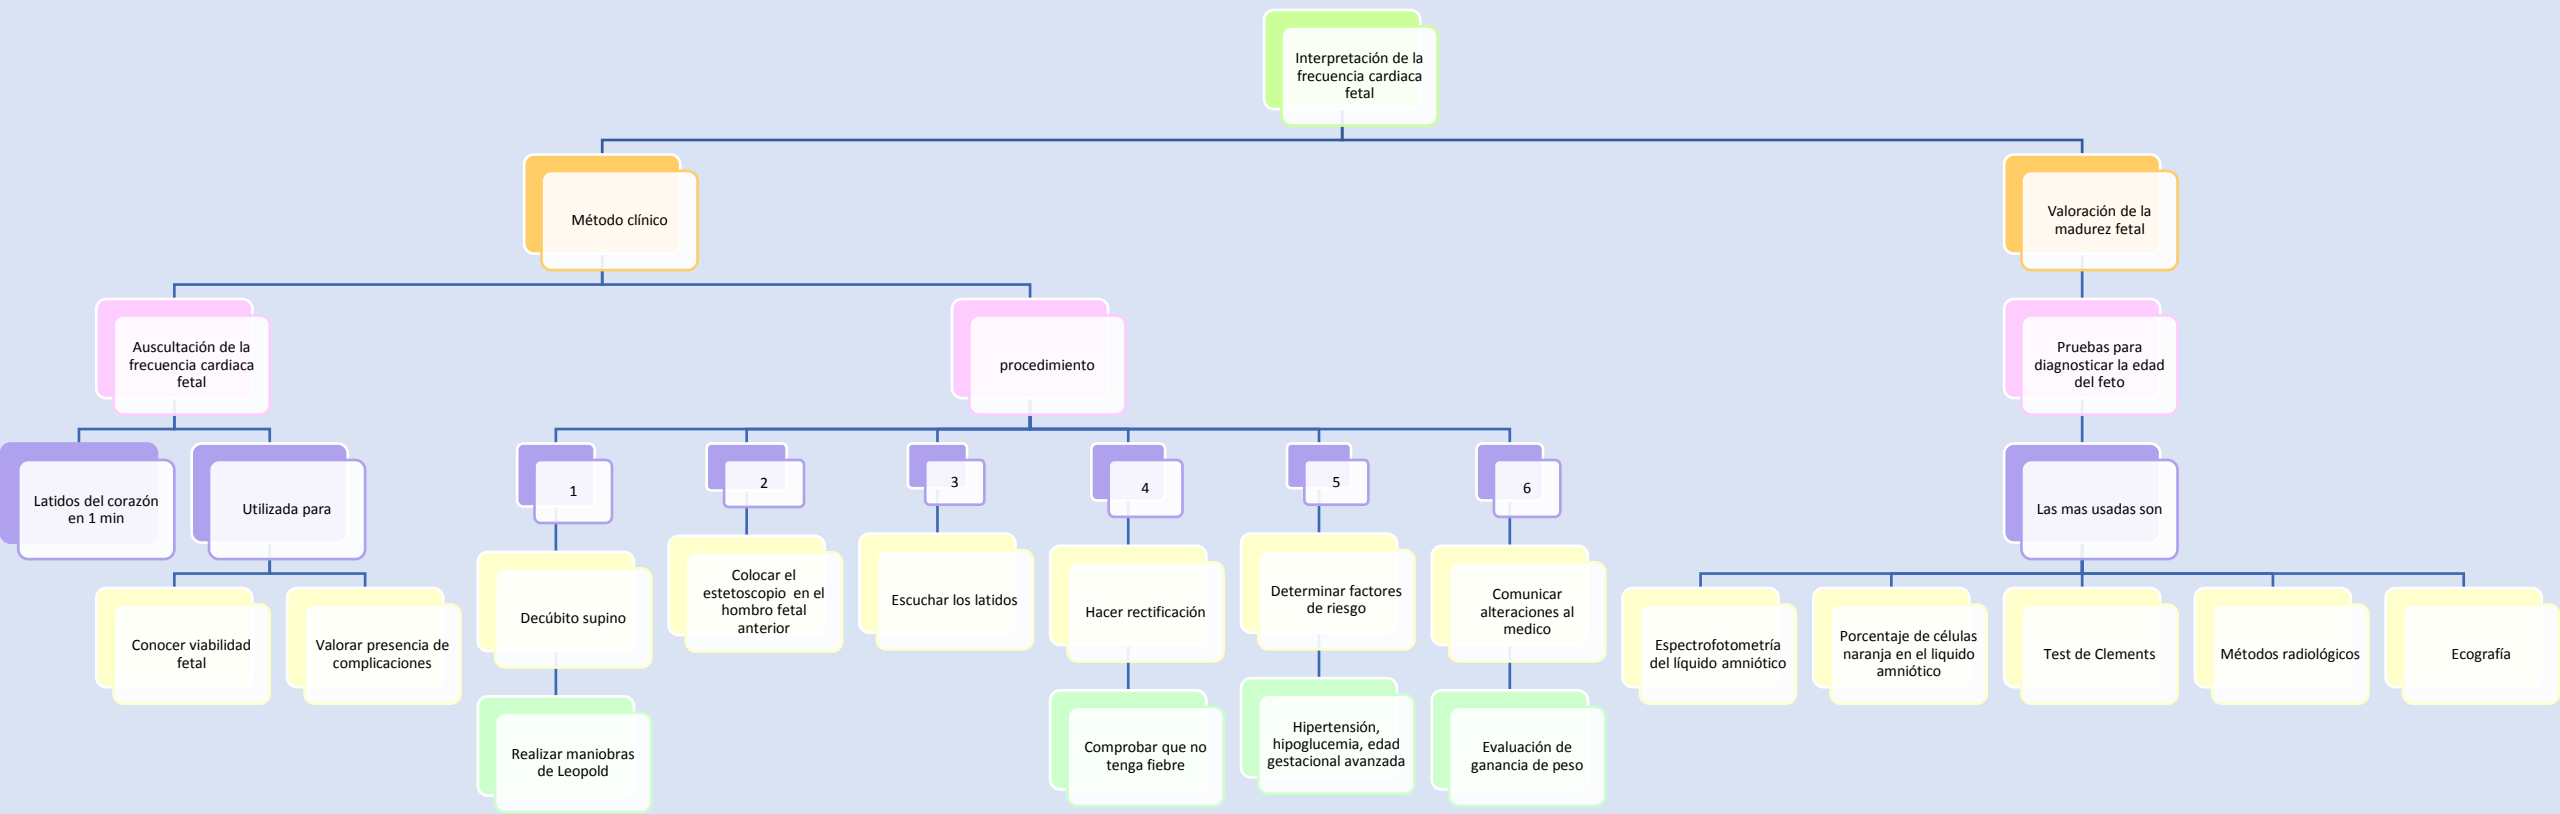 Interpretación de la
frecuencia cardiaca
fetal
Método clínico
Valoración de la
madurez fetal
Auscultación de la
frecuencia cardiaca
fetal
procedimiento
Pruebas para
diagnosticar la edad
del feto
Latidos del corazón
en 1 min
Utilizada para
1
2
3
4
5
6
Las mas usadas son
Conocer viabilidad
fetal
Valorar presencia de
complicaciones
Decúbito supino
Colocar el
estetoscopio en el
hombro fetal
anterior
Escuchar los latidos
Hacer rectificación
Determinar factores
de riesgo
Comunicar
alteraciones al
medico
Espectrofotometría
del líquido amniótico
Porcentaje de células
naranja en el liquido
amniótico
Test de Clements
Métodos radiológicos
Ecografía
Realizar maniobras
de Leopold
Comprobar que no
tenga fiebre
Hipertensión,
hipoglucemia, edad
gestacional avanzada
Evaluación de
ganancia de peso